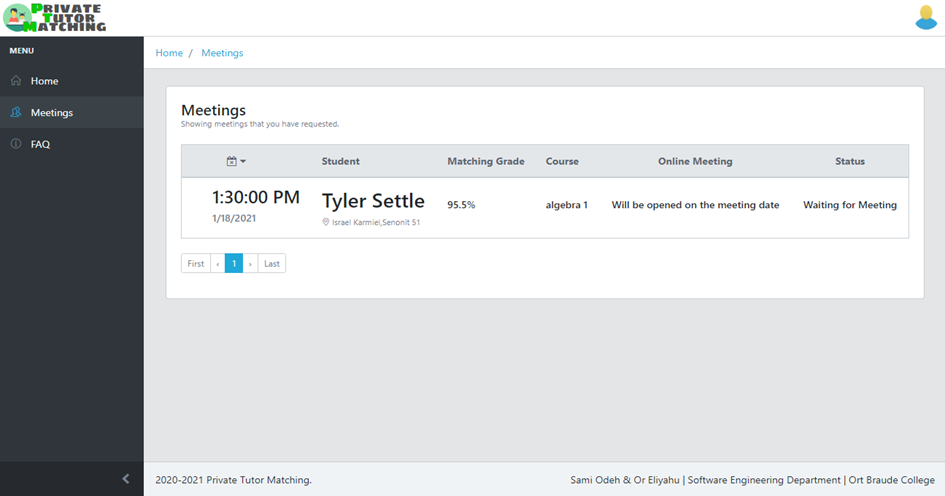 PRIVATE
TUTOR
MATCHING
MENU
Home
Meetings
FAQ
Home / Meetings
Meetings
Showing meetings that you have requested.
Student Matching Grade Course Online Meeting Status
1:30:00 PM Tyler Settle 95.5% algebra 1 Will be opened on the meeting date Waiting for Meeting
1/18/2021 Israel Karmiel,Senonit 51
First ‹ 1 › Last
2020-2021 Private Tutor Matching. Sami Odeh & Or Eliyahu | Software Engineering Department | Ort Braude College